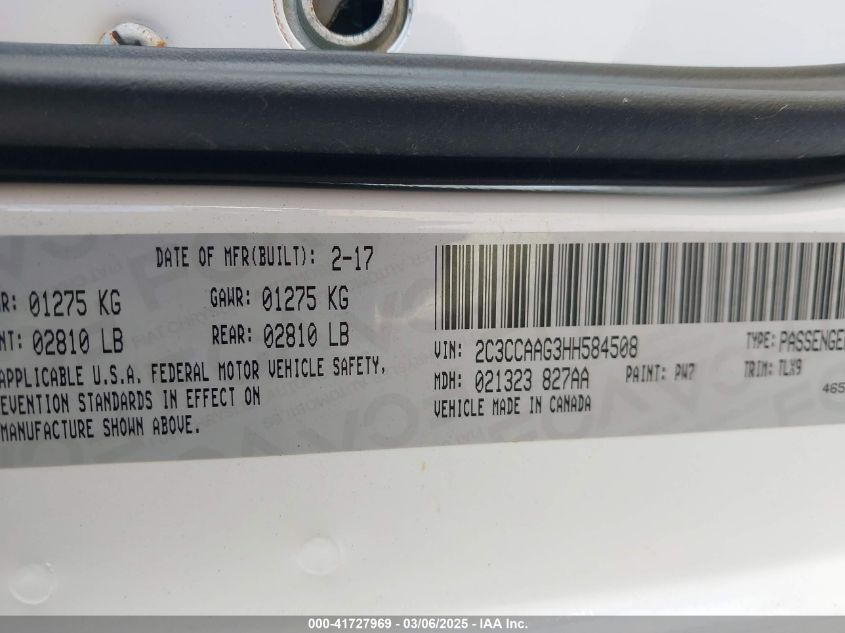 DATE OF MFR(BUILT): 2-17
R: 01275 KG GAWR: 01275 KG
NT: 02810 LB REAR: 02810 LB
APPLICABLE U.S.A. FEDERAL MOTOR VEHICLE SAFETY,
EVENTION STANDARDS IN EFFECT ON
MANUFACTURE SHOWN ABOVE.
VIN: 2C3CCAAG3HH584508 TYPE: PASSENGE
MDH: 021323 827AA PAINT: PW7 TRIM: TLX9
VEHICLE MADE IN CANADA
465
000-41727969 - 03/06/2025 - IAA Inc.